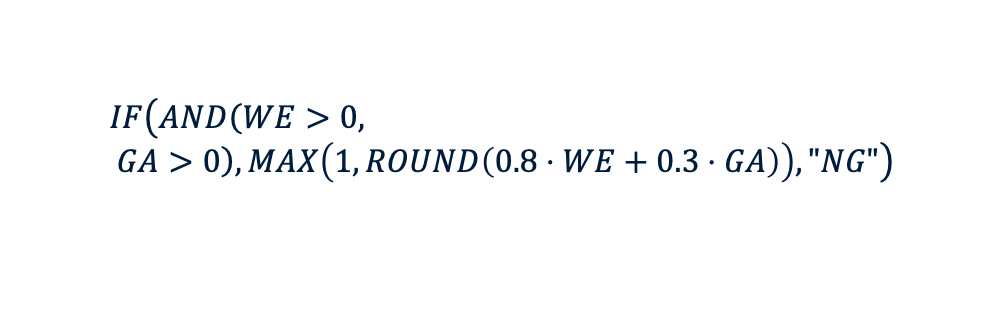 IF(AND(WE > 0,
GA > 0), MAX(1, ROUND(0.8 · WE + 0.3 · GA)), "NG")